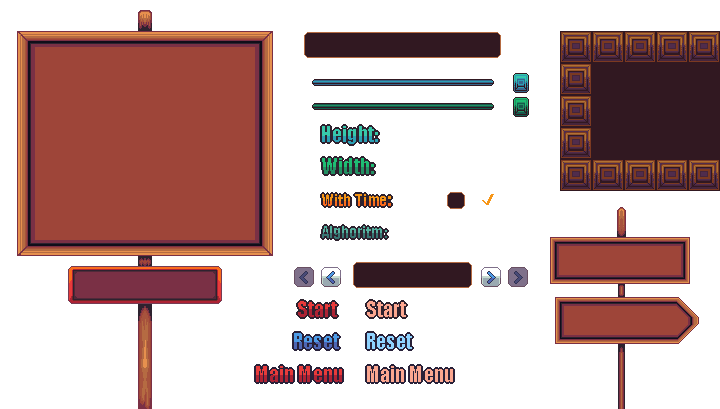 Height:
Width:
With Time:
Alghoritm:
Start Start
Reset Reset
Main Menu Main Menu